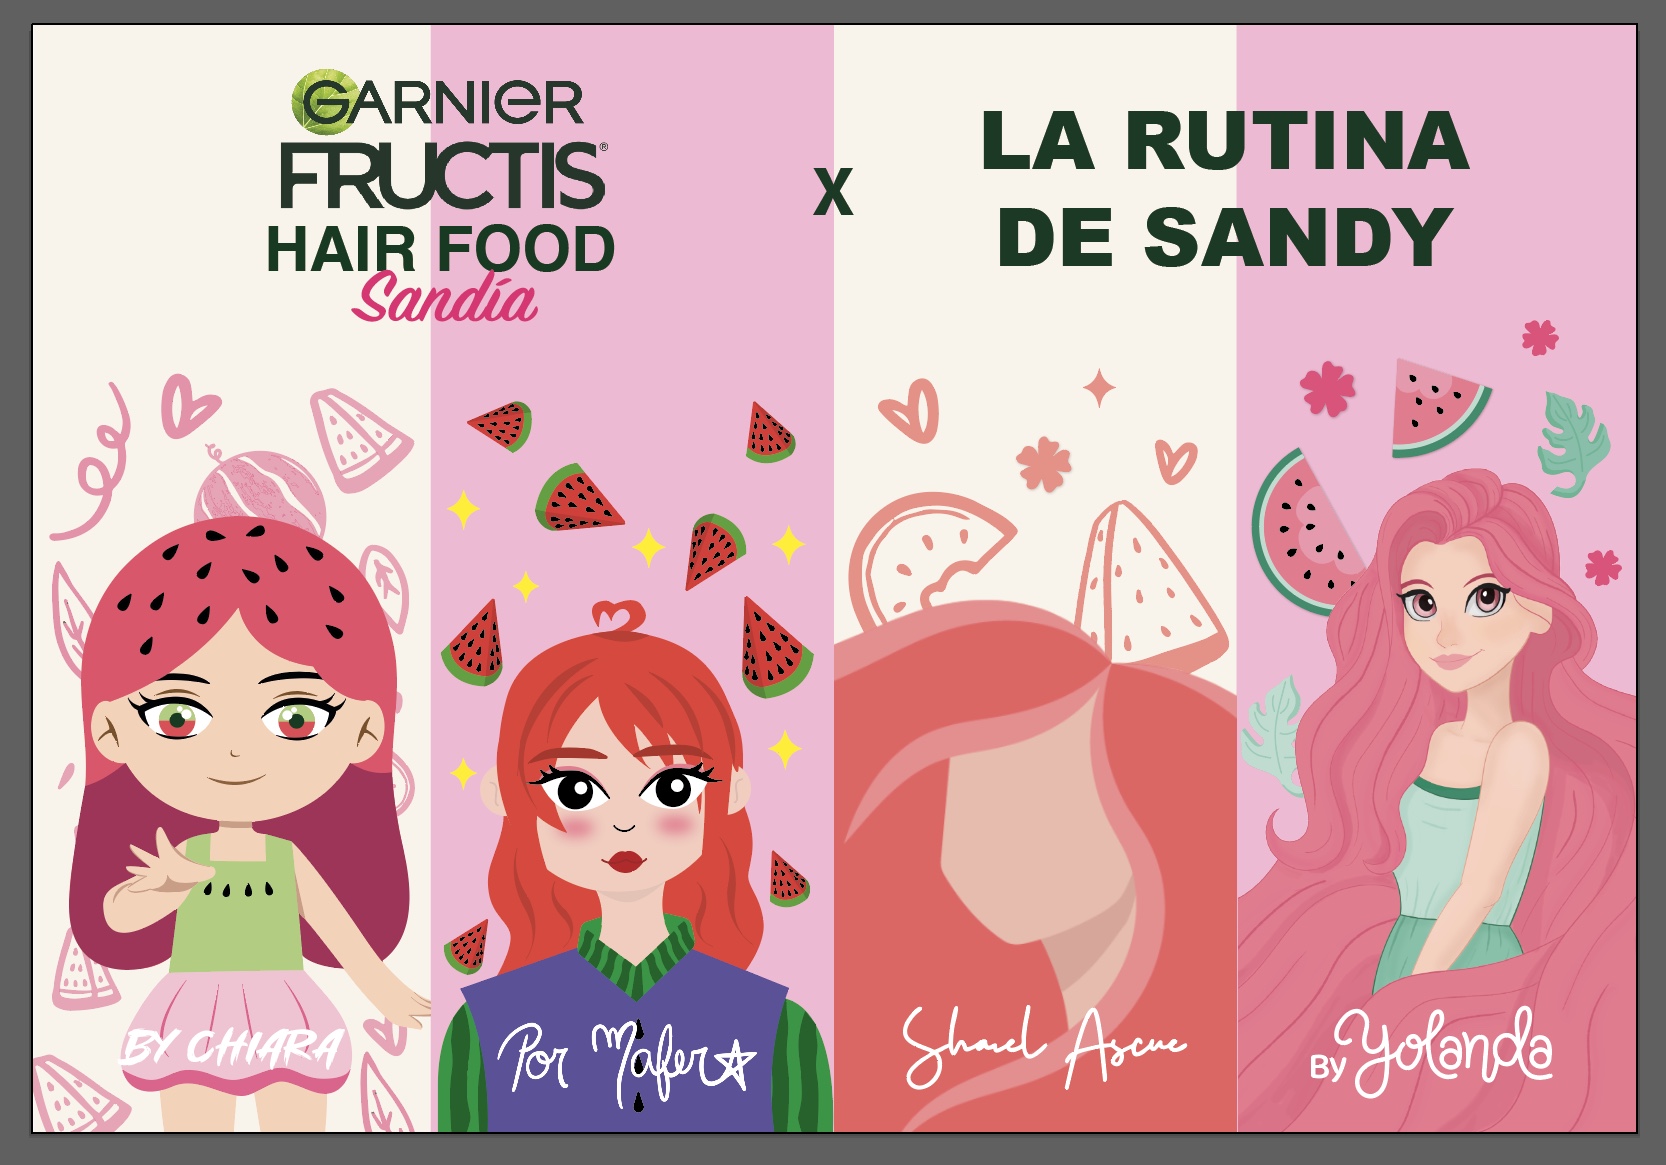 GARNIER
FRUCTIS®
HAIR FOOD
Sandía
X
LA RUTINA
DE SANDY
BY CHIARA
Por Mafer
Shael Ascue
BY Yolanda